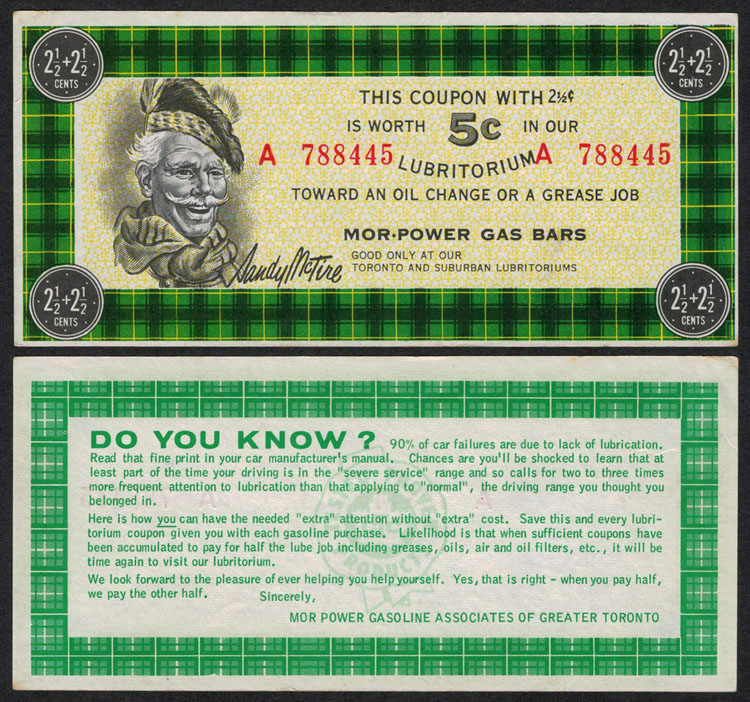 2½+2½ CENTS
2½+2½ CENTS
THIS COUPON WITH 2½¢
IS WORTH 5c IN OUR
A 788445 LUBRITORIUM A 788445
TOWARD AN OIL CHANGE OR A GREASE JOB
MOR·POWER GAS BARS
GOOD ONLY AT OUR
Sandy McTire TORONTO AND SUBURBAN LUBRITORIUMS
2½+2½ CENTS
2½+2½ CENTS
DO YOU KNOW ? 90% of car failures are due to lack of lubrication.
Read that fine print in your car manufacturer's manual. Chances are you'll be shocked to learn that at
least part of the time your driving is in the "severe service" range and so calls for two to three times
more frequent attention to lubrication than that applying to "normal", the driving range you thought you
belonged in.
Here is how you can have the needed "extra" attention without "extra" cost. Save this and every lubri-
torium coupon given you with each gasoline purchase. Likelihood is that when sufficient coupons have
been accumulated to pay for half the lube job including greases, oils, air and oil filters, etc., it will be
time again to visit our lubritorium.
We look forward to the pleasure of ever helping you help yourself. Yes, that is right - when you pay half,
we pay the other half. Sincerely,
MOR POWER GASOLINE ASSOCIATES OF GREATER TORONTO